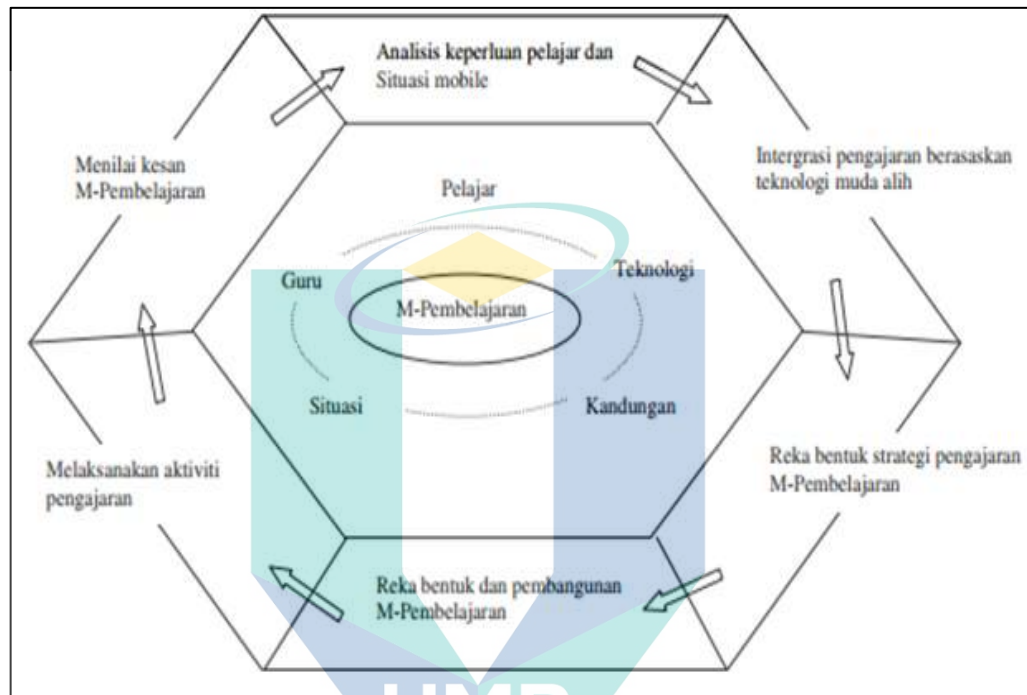 Analisis keperluan pelajar dan
Situasi mobile
Menilai kesan
M-Pembelajaran
Intergrasi pengajaran berasaskan
teknologi muda alih
Pelajar
Guru
Teknologi
M-Pembelajaran
Situasi
Kandungan
Melaksanakan aktiviti
pengajaran
Reka bentuk strategi pengajaran
M-Pembelajaran
Reka bentuk dan pembangunan
M-Pembelajaran
UMP